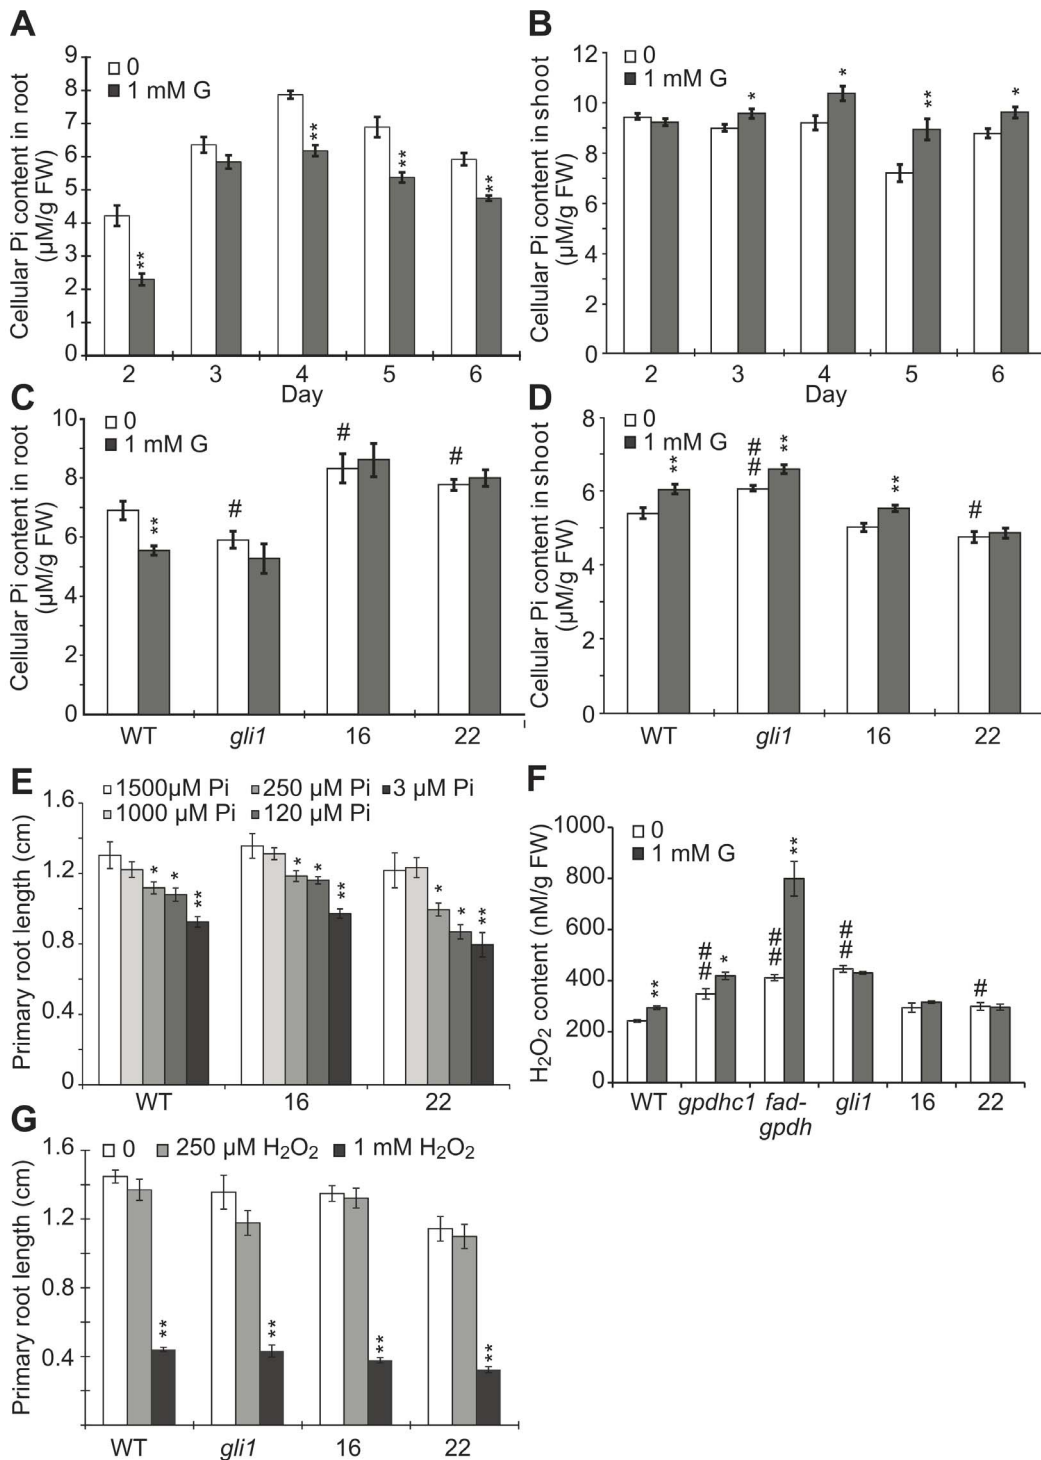 A
Cellular Pi content in root
(µM/g FW)
9
8
7
6
5
4
3
2
1
0
0
1 mM G
**
**
**
**
2 3 4 5 6
Day
B
Cellular Pi content in shoot
(µM/g FW)
12
10
8
6
4
2
0
0
1 mM G
*
*
**
*
2 3 4 5 6
Day
C
Cellular Pi content in root
(µM/g FW)
10
8
6
4
2
0
0
1 mM G
**
#
#
#
WT gli1 16 22
D
Cellular Pi content in shoot
(µM/g FW)
8
6
4
2
0
0
1 mM G
**
##
**
**
#
WT gli1 16 22
E
Primary root length (cm)
1500µM Pi 250 µM Pi 3 µM Pi
1000 µM Pi 120 µM Pi
1.6
1.2
0.8
0.4
0
* * **
* * **
* * **
WT 16 22
F
H₂O₂ content (nM/g FW)
1000
800
600
400
200
0
0
1 mM G
**
##
*
##
**
##
#
WT gpdhc1 fad- gli1 16 22
gpdh
G
Primary root length (cm)
0 250 µM H₂O₂ 1 mM H₂O₂
1.6
1.2
0.8
0.4
**
**
**
**
WT gli1 16 22